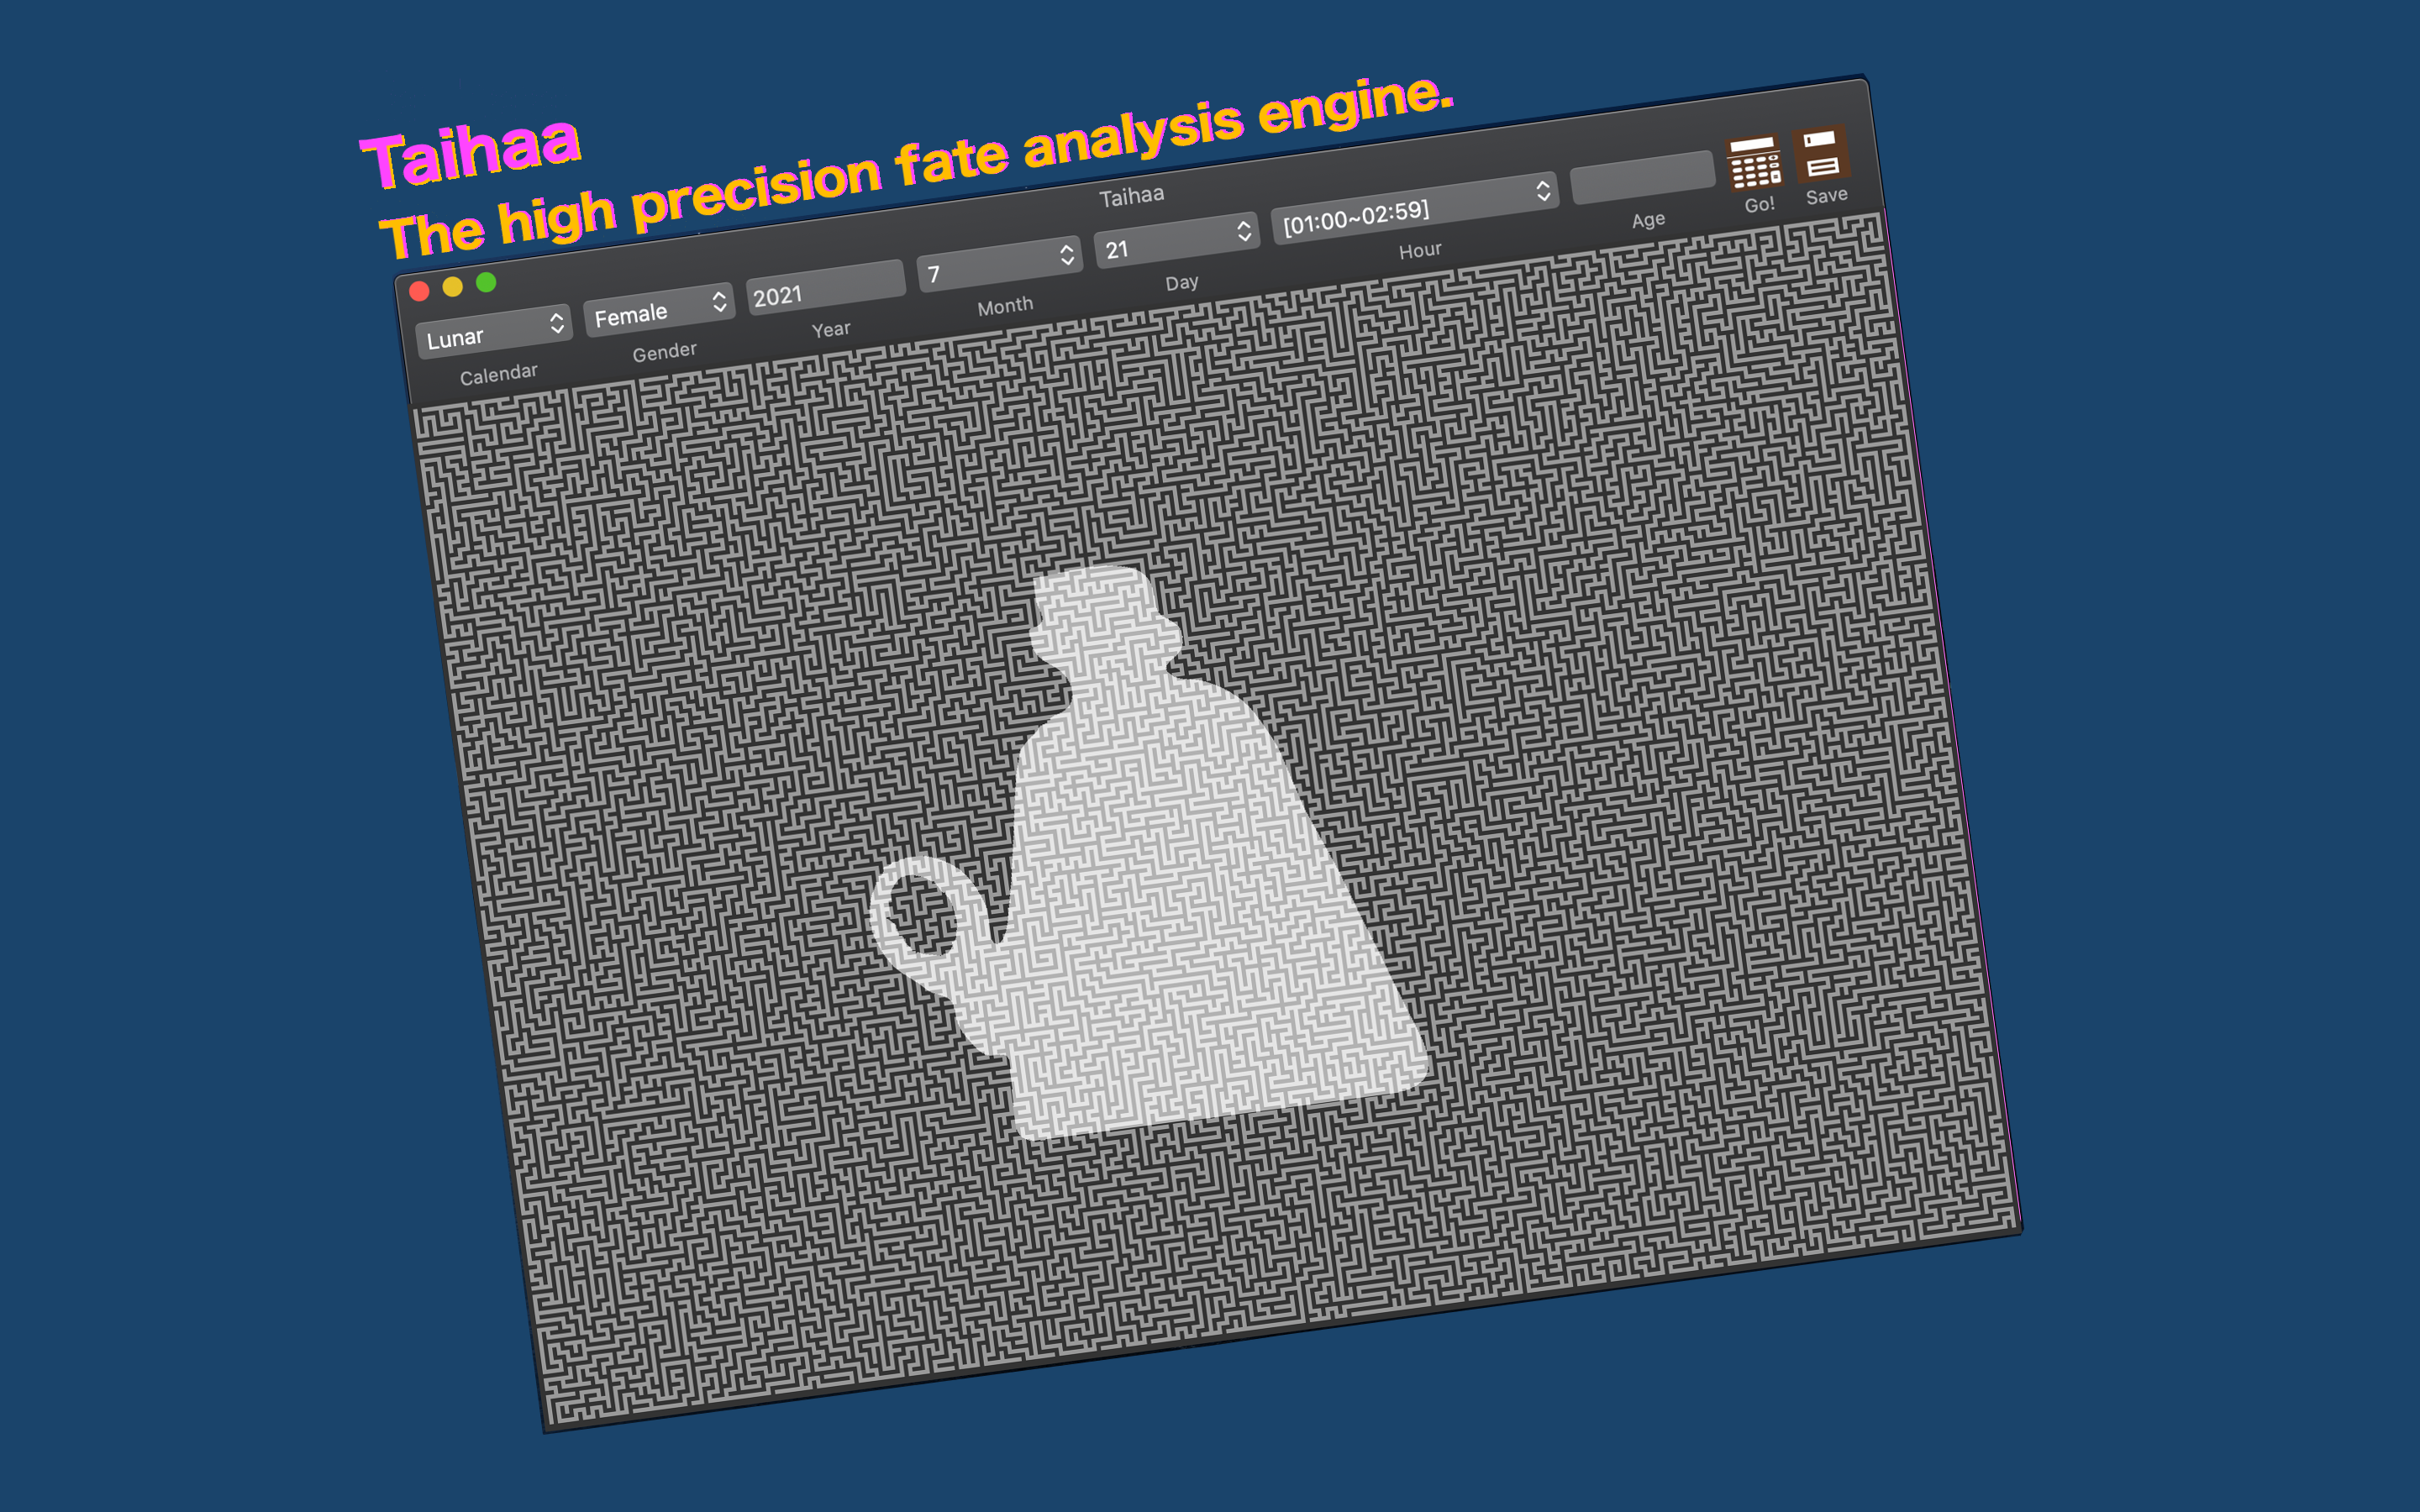 Taihaa
The high precision fate analysis engine.
Taihaa
Lunar Female 2021 7 21 [01:00~02:59]
Calendar Gender Year Month Day Hour Age Go! Save